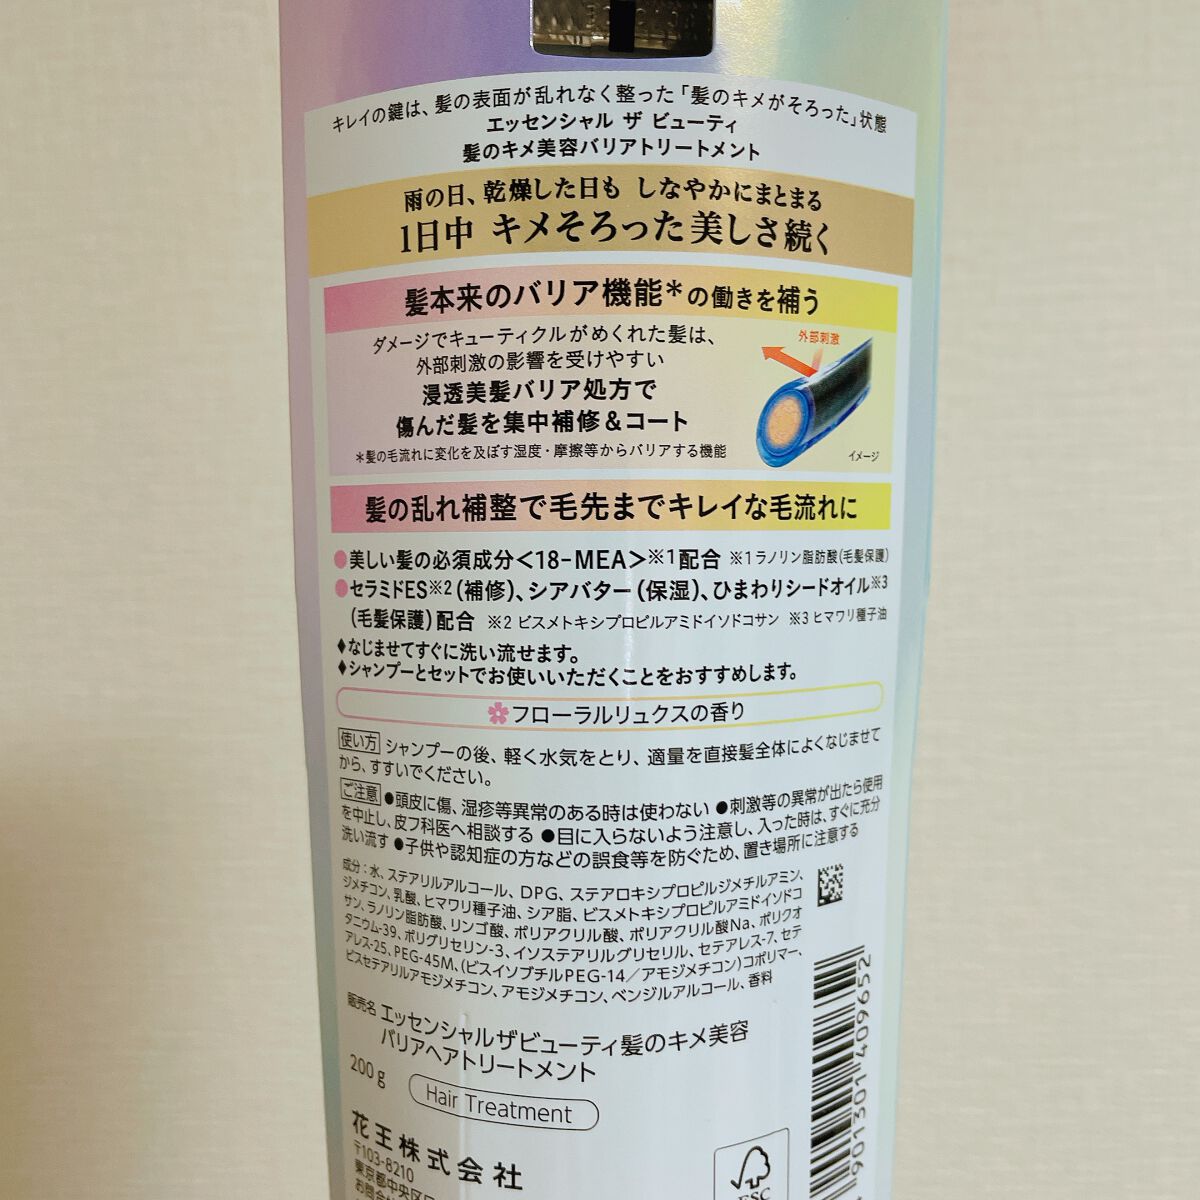 キレイの鍵は、髪の表面が乱れなく整った「髪のキメがそろった」状態
エッセンシャル ザ ビューティ
髪のキメ美容バリアトリートメント
雨の日、乾燥した日も しなやかにまとまる
1日中 キメそろった美しさ続く
髪本来のバリア機能*の働きを補う
ダメージでキューティクルがめくれた髪は、
外部刺激の影響を受けやすい
浸透美髪バリア処方で
傷んだ髪を集中補修&コート
*髪の毛流れに変化を及ぼす湿度・摩擦等からバリアする機能
外部刺激
イメージ
髪の乱れ補整で毛先までキレイな毛流れに
●美しい髪の必須成分<18-MEA>※1配合 ※1ラノリン脂肪酸(毛髪保護)
●セラミドES※2(補修)、シアバター(保湿)、ひまわりシードオイル※3
(毛髪保護)配合 ※2 ビスメトキシプロピルアミドイソドコサン ※3 ヒマワリ種子油
♦なじませてすぐに洗い流せます。
♦シャンプーとセットでお使いいただくことをおすすめします。
フローラルリュクスの香り
使い方 シャンプーの後、軽く水気をとり、適量を直接髪全体によくなじませて
から、すすいでください。
ご注意 ●頭皮に傷、湿疹等異常のある時は使わない ●刺激等の異常が出たら使用
を中止し、皮フ科医へ相談する ●目に入らないよう注意し、入った時は、すぐに充分
洗い流す ●子供や認知症の方などの誤食等を防ぐため、置き場所に注意する
成分:水、ステアリルアルコール、DPG、ステアロキシプロピルジメチルアミン、
ジメチコン、乳酸、ヒマワリ種子油、シア脂、ビスメトキシプロピルアミドイソドコ
サン、ラノリン脂肪酸、リンゴ酸、ポリアクリル酸、ポリアクリル酸Na、ポリクオ
タニウム-39、ポリグリセリン-3、イソステアリルグリセリル、セテアレス-7、セテ
アレス-25、PEG-45M、(ビスイソブチルPEG-14/アモジメチコン)コポリマー、
ビスセテアリルアモジメチコン、アモジメチコン、ベンジルアルコール、香料
販売名 エッセンシャルザビューティ髪のキメ美容
バリアヘアトリートメント
200 g
Hair Treatment
花王株式会社
〒103-8210
東京都中央区
901301 409652